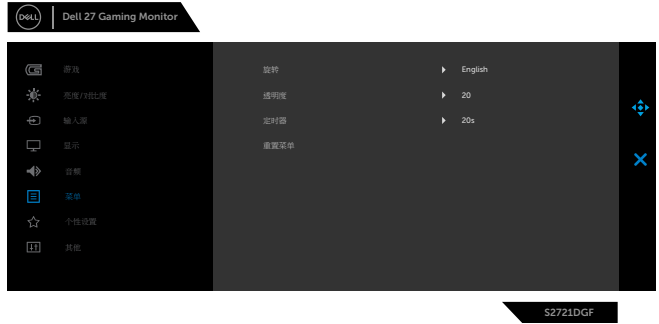 DELL Dell 27 Gaming Monitor
游戏 旋转 English
亮度/对比度 透明度 20
输入源 定时器 20s
显示 重置菜单
音频
菜单
个性设置
其他
S2721DGF